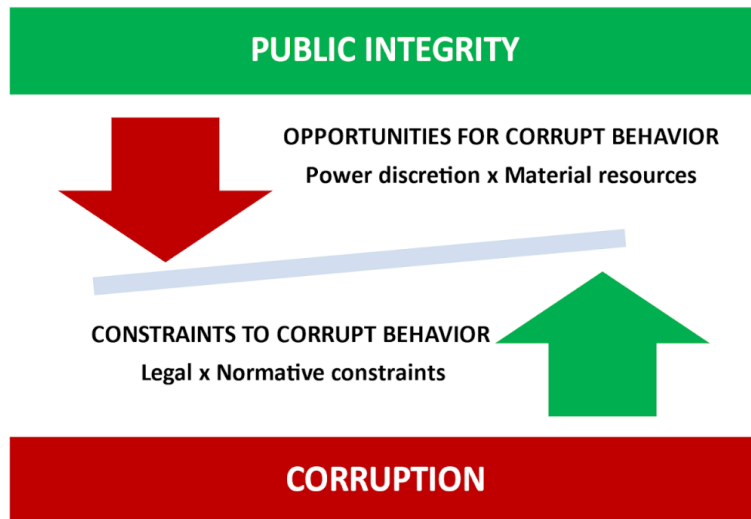 PUBLIC INTEGRITY
OPPORTUNITIES FOR CORRUPT BEHAVIOR
Power discretion x Material resources
CONSTRAINTS TO CORRUPT BEHAVIOR
Legal x Normative constraints
CORRUPTION